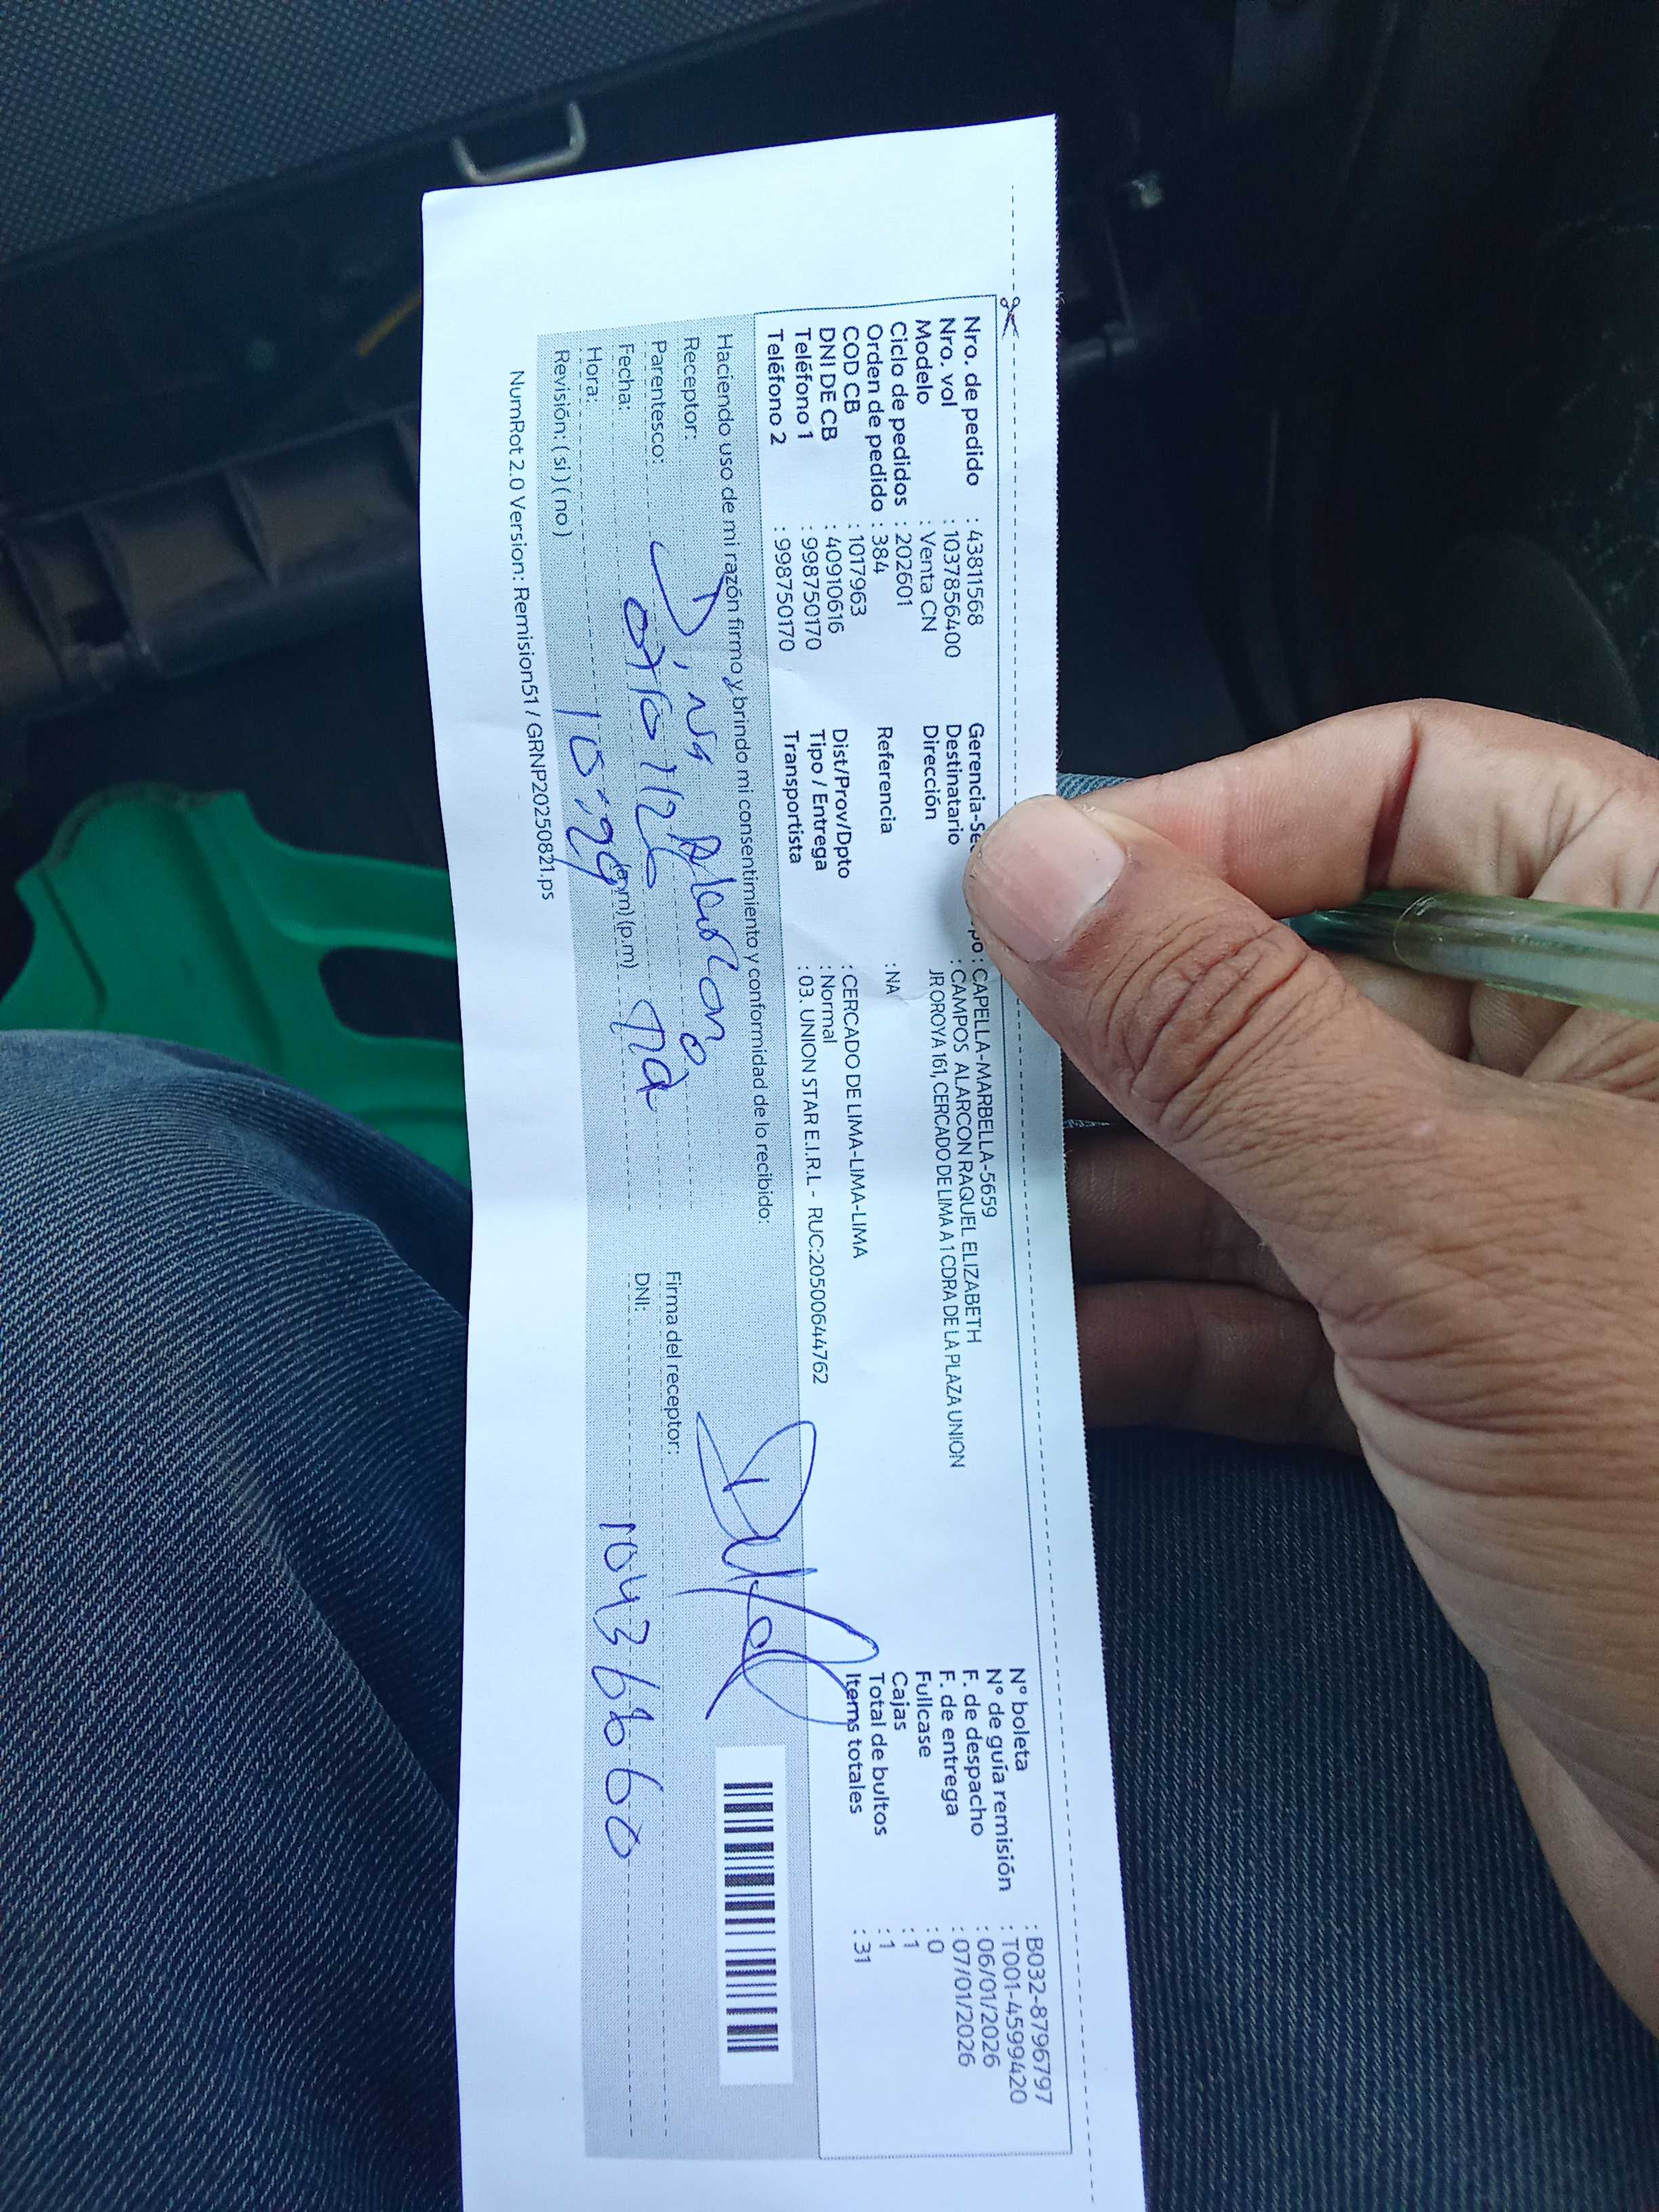 Nro. de pedido : 43811568
Nro. vol : 1037856400
Modelo : Venta CN
Ciclo de pedidos : 202601
Orden de pedido : 384
COD CB : 1017963
DNI DE CB : 40910616
Teléfono 1 : 998750170
Teléfono 2 : 998750170
Gerencia-Se po : CAPELLA-MARBELLA-5659
Destinatario : CAMPOS ALARCON RAQUEL ELIZABETH
Dirección JR OROYA 161, CERCADO DE LIMA A 1 CDRA DE LA PLAZA UNION
Referencia : NA
Dist/Prov/Dpto : CERCADO DE LIMA-LIMA-LIMA
Tipo / Entrega : Normal
Transportista : 03. UNION STAR E.I.R.L - RUC:20500644762
N° boleta : B032-8796797
N° de guía remisión : T001-4599420
F. de despacho : 06/01/2026
F. de entrega : 07/01/2026
Fullcase : 0
Cajas : 1
Total de bultos : 1
Items totales : 31
Haciendo uso de mi razón firmo y brindo mi consentimiento y conformidad de lo recibido:
Receptor: Alarcon
Parentesco:
Fecha: 07/01/26
Hora: (a.m) (p.m)
Revisión: ( si ) ( no )
Firma del receptor:
DNI: 10436660
NumRot 2.0 Version: Remision51 / GRNP20250821.ps